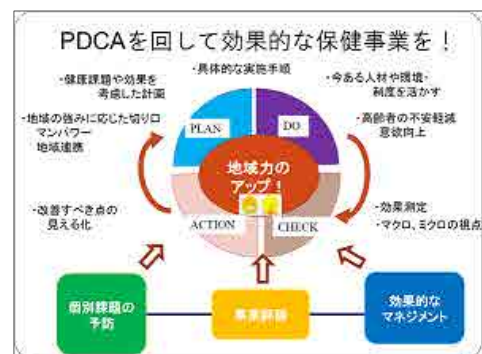 PDCAを回して効果的な保健事業を！
・健康課題や効果を
考慮した計画
・具体的な実施手順
・今ある人材や環境・
制度を活かす
・地域の強みに応じた切り口
マンパワー
地域連携
PLAN
DO
・高齢者の不安軽減
意欲向上
地域力の
アップ！
・改善すべき点の
見える化
ACTION
CHECK
・効果測定
・マクロ、ミクロの視点
個別課題の
予防
事業評価
効果的な
マネジメント